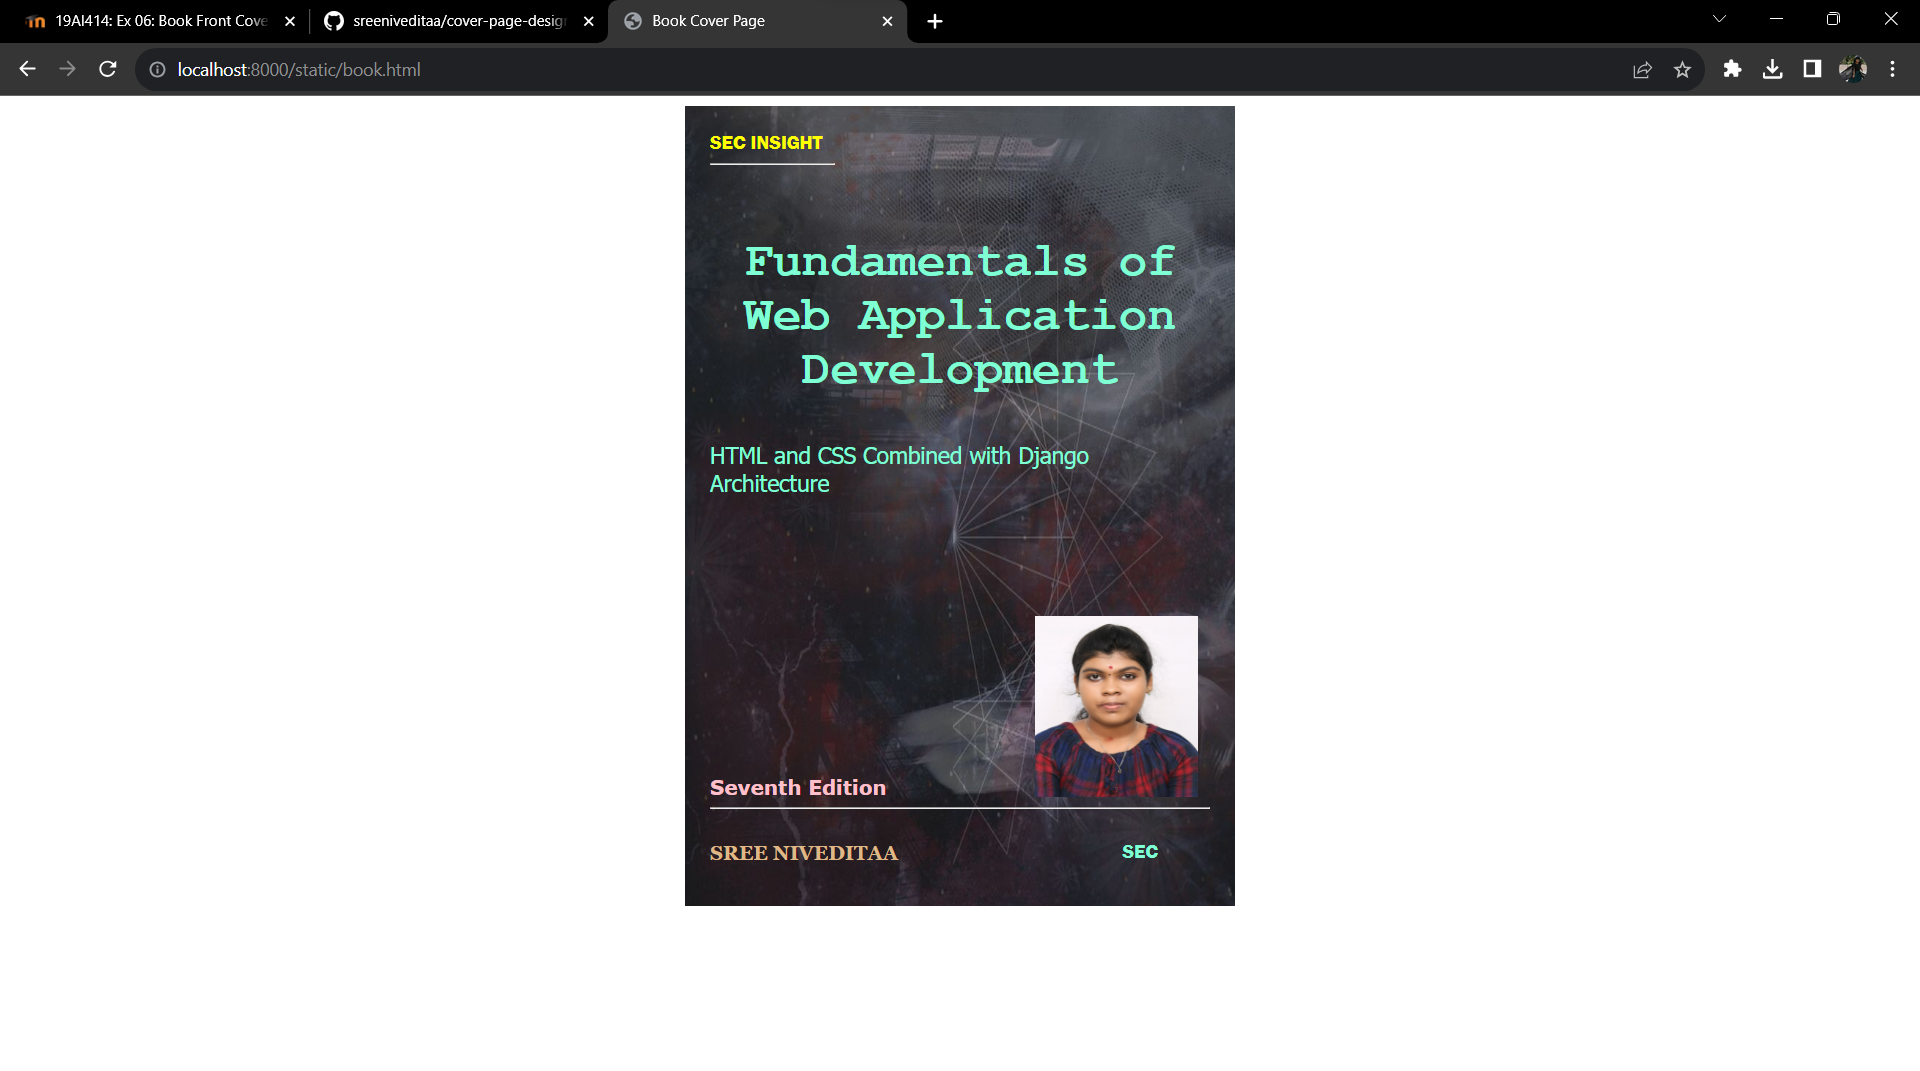 19AI414: Ex 06: Book Front Cove
sreeniveditaa/cover-page-desig
Book Cover Page
localhost:8000/static/book.html
SEC INSIGHT
Fundamentals of
Web Application
Development
HTML and CSS Combined with Django
Architecture
Seventh Edition
SREE NIVEDITAA
SEC